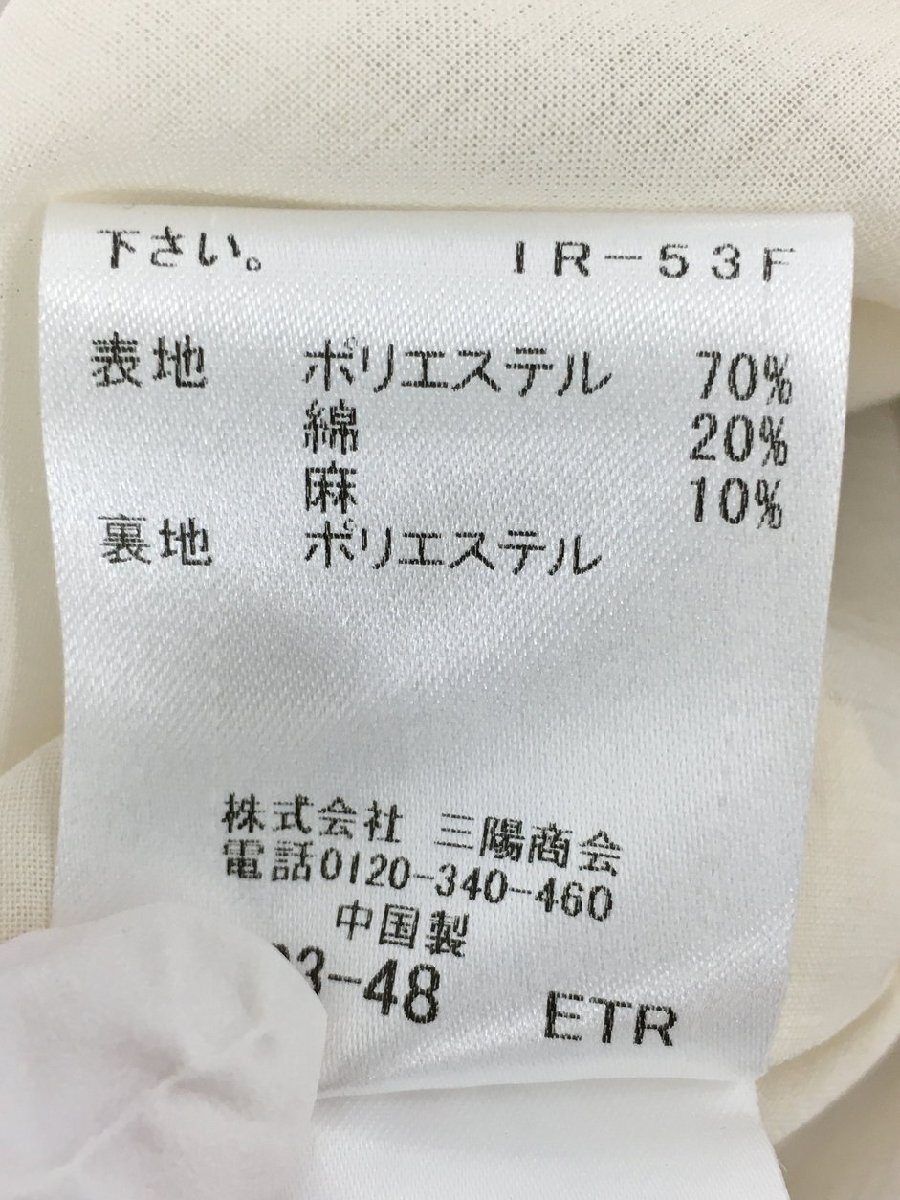 下さい。 IR-53F
表地 ポリエステル 70%
綿 20%
麻 10%
裏地 ポリエステル
株式会社 三陽商会
電話0120-340-460
中国製
3-48 ETR